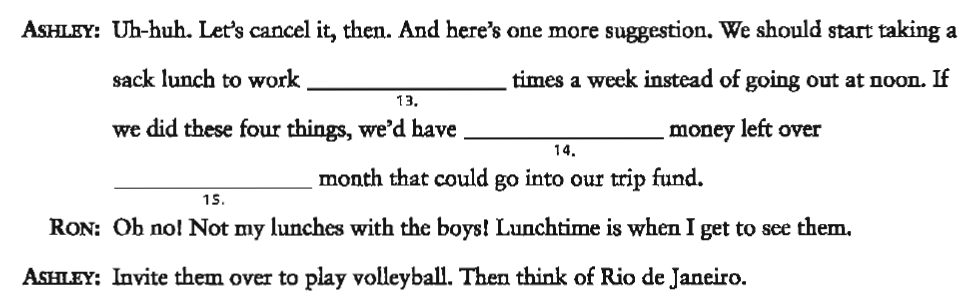 ASHLEY: Uh-huh. Let's cancel it, then. And here's one more suggestion. We should start taking a
sack lunch to work ____________ times a week instead of going out at noon. If
13.
we did these four things, we'd have ____________ money left over
14.
____________ month that could go into our trip fund.
15.
RON: Oh no! Not my lunches with the boys! Lunchtime is when I get to see them.
ASHLEY: Invite them over to play volleyball. Then think of Rio de Janeiro.